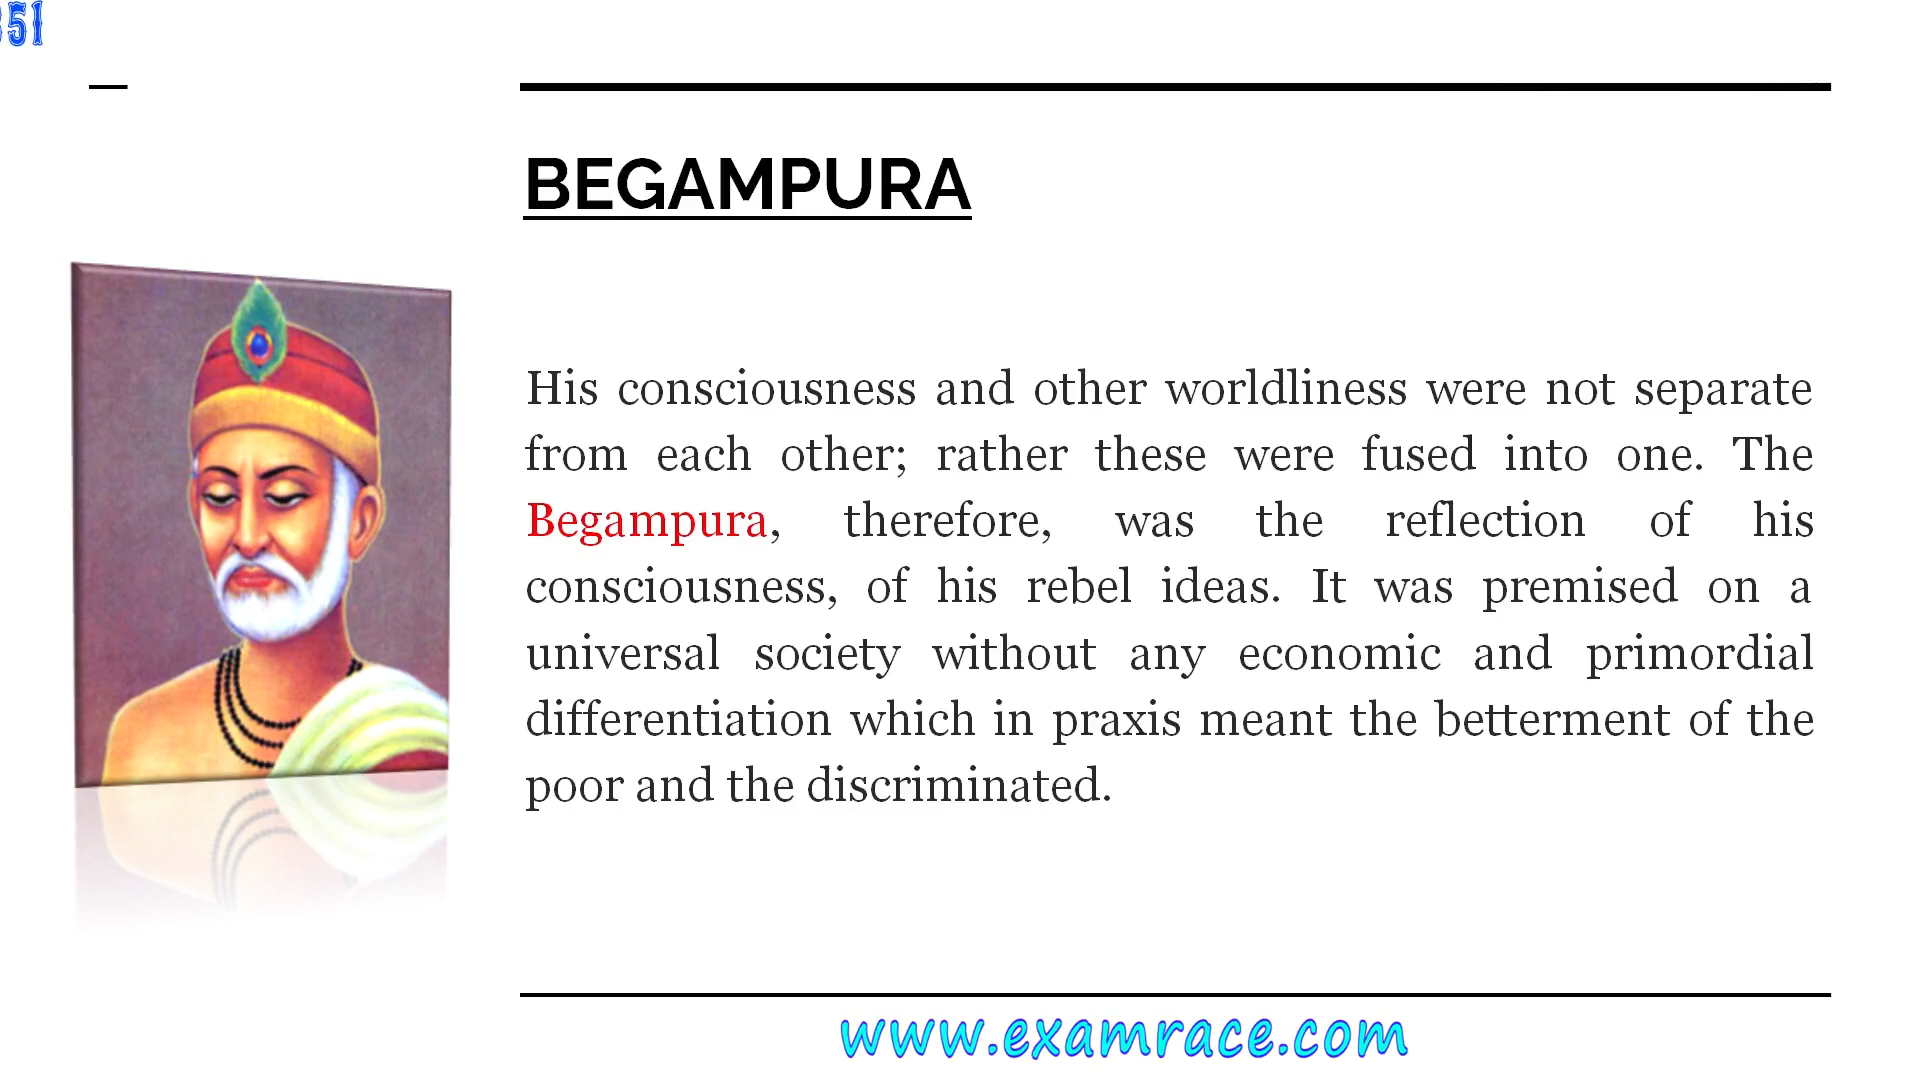 51
BEGAMPURA
His consciousness and other worldliness were not separate
from each other; rather these were fused into one. The
Begampura, therefore, was the reflection of his
consciousness, of his rebel ideas. It was premised on a
universal society without any economic and primordial
differentiation which in praxis meant the betterment of the
poor and the discriminated.
www.examrace.com